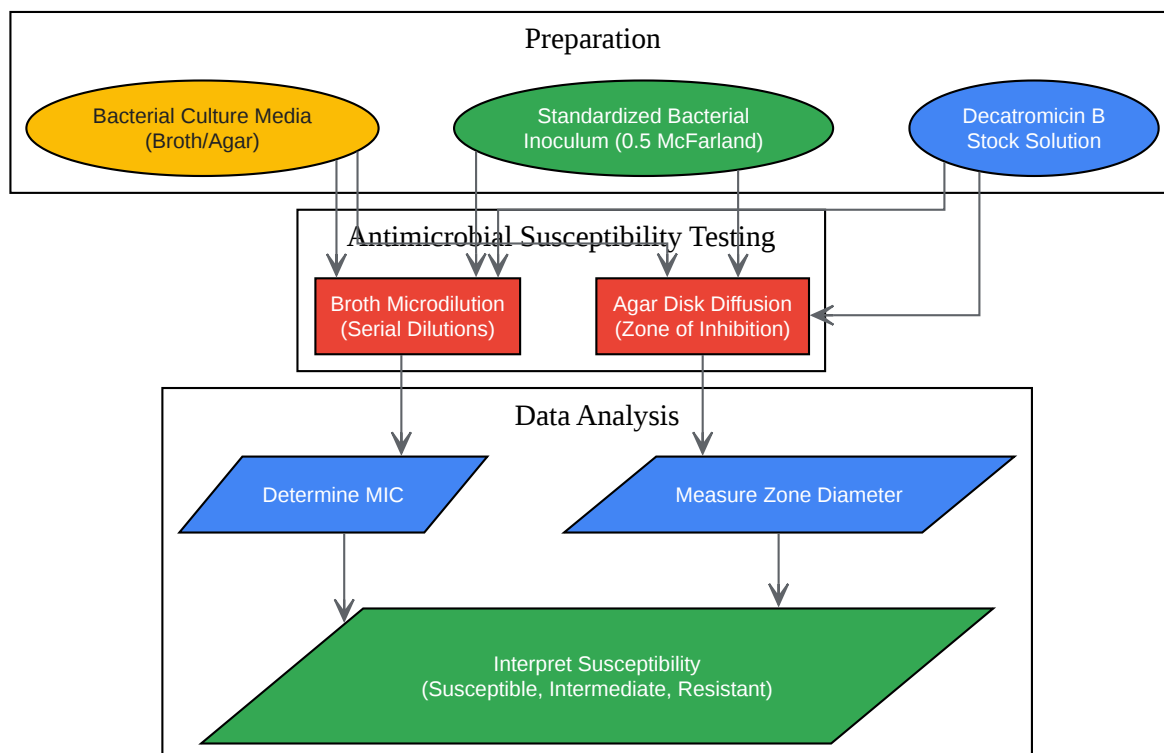 Preparation
Bacterial Culture Media
(Broth/Agar)
Standardized Bacterial
Inoculum (0.5 McFarland)
Decatromicin B
Stock Solution
Antimicrobial Susceptibility Testing
Broth Microdilution
(Serial Dilutions)
Agar Disk Diffusion
(Zone of Inhibition)
Data Analysis
Determine MIC
Measure Zone Diameter
Interpret Susceptibility
(Susceptible, Intermediate, Resistant)